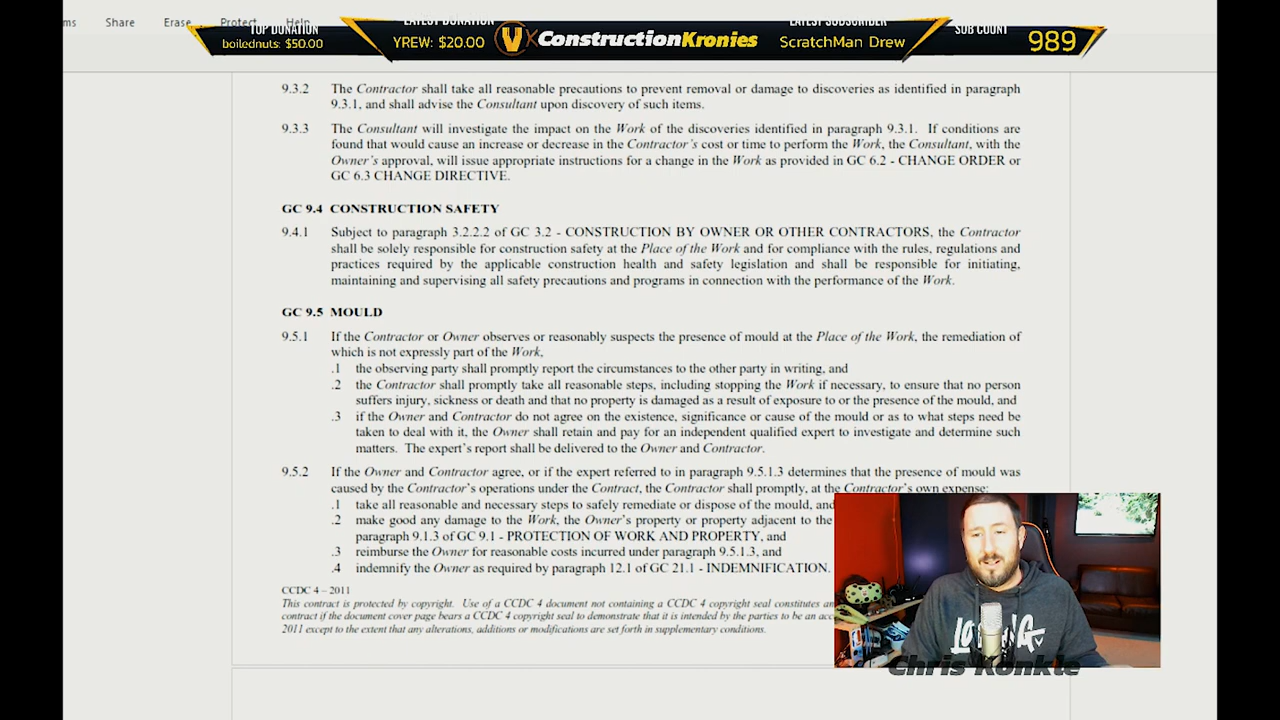 ms Share Erase Protect Help
TOP DONATION
boilednuts: $50.00
LATEST DONATION
YREW: $20.00
ConstructionKronies
LATEST SUBSCRIBER
ScratchMan Drew
SUB COUNT
989
9.3.2 The Contractor shall take all reasonable precautions to prevent removal or damage to discoveries as identified in paragraph
9.3.1, and shall advise the Consultant upon discovery of such items.
9.3.3 The Consultant will investigate the impact on the Work of the discoveries identified in paragraph 9.3.1. If conditions are
found that would cause an increase or decrease in the Contractor's cost or time to perform the Work, the Consultant, with the
Owner's approval, will issue appropriate instructions for a change in the Work as provided in GC 6.2 - CHANGE ORDER or
GC 6.3 CHANGE DIRECTIVE.
GC 9.4 CONSTRUCTION SAFETY
9.4.1 Subject to paragraph 3.2.2.2 of GC 3.2 - CONSTRUCTION BY OWNER OR OTHER CONTRACTORS, the Contractor
shall be solely responsible for construction safety at the Place of the Work and for compliance with the rules, regulations and
practices required by the applicable construction health and safety legislation and shall be responsible for initiating,
maintaining and supervising all safety precautions and programs in connection with the performance of the Work.
GC 9.5 MOULD
9.5.1 If the Contractor or Owner observes or reasonably suspects the presence of mould at the Place of the Work, the remediation of
which is not expressly part of the Work,
.1 the observing party shall promptly report the circumstances to the other party in writing, and
.2 the Contractor shall promptly take all reasonable steps, including stopping the Work if necessary, to ensure that no person
suffers injury, sickness or death and that no property is damaged as a result of exposure to or the presence of the mould, and
.3 if the Owner and Contractor do not agree on the existence, significance or cause of the mould or as to what steps need be
taken to deal with it, the Owner shall retain and pay for an independent qualified expert to investigate and determine such
matters. The expert's report shall be delivered to the Owner and Contractor.
9.5.2 If the Owner and Contractor agree, or if the expert referred to in paragraph 9.5.1.3 determines that the presence of mould was
caused by the Contractor's operations under the Contract, the Contractor shall promptly, at the Contractor's own expense:
.1 take all reasonable and necessary steps to safely remediate or dispose of the mould, and
.2 make good any damage to the Work, the Owner's property or property adjacent to the
paragraph 9.1.3 of GC 9.1 - PROTECTION OF WORK AND PROPERTY, and
.3 reimburse the Owner for reasonable costs incurred under paragraph 9.5.1.3, and
.4 indemnify the Owner as required by paragraph 12.1 of GC 21.1 - INDEMNIFICATION.
CCDC 4 – 2011
This contract is protected by copyright. Use of a CCDC 4 document not containing a CCDC 4 copyright seal constitutes an
contract if the document cover page bears a CCDC 4 copyright seal to demonstrate that it is intended by the parties to be an acc
2011 except to the extent that any alterations, additions or modifications are set forth in supplementary conditions.
Chris Konkle